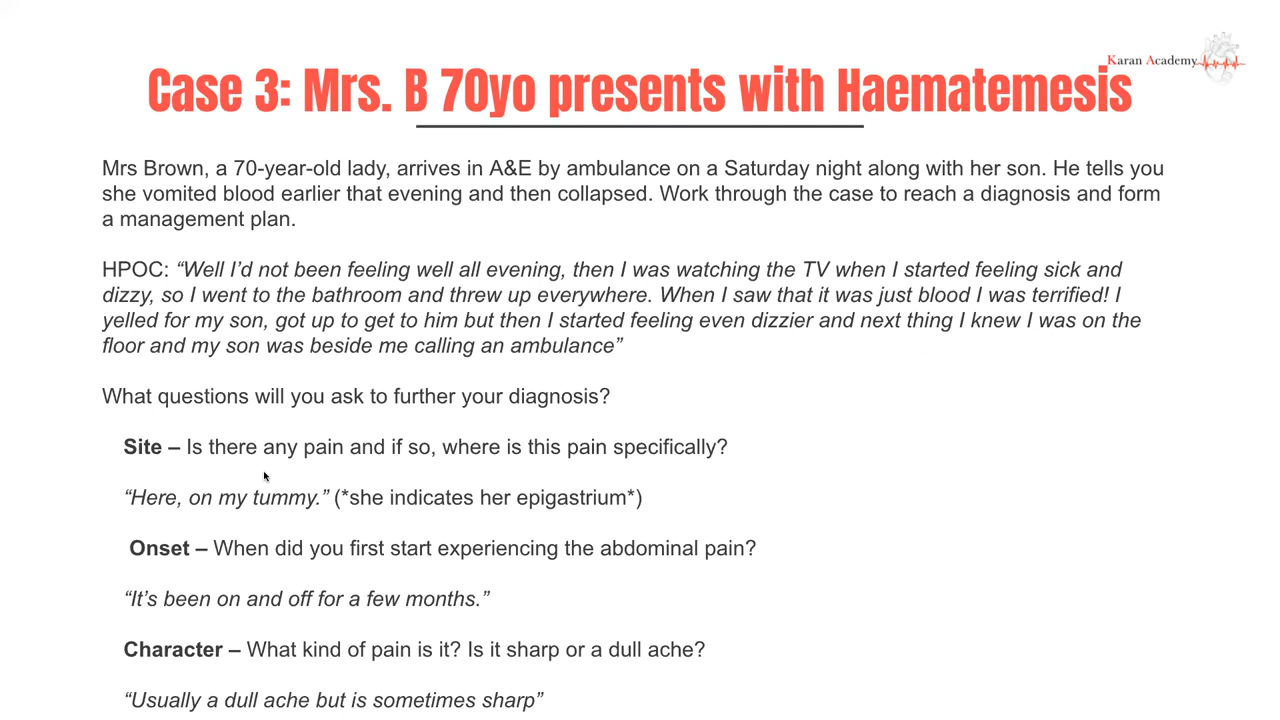 Karan Academy
Case 3: Mrs. B 70yo presents with Haematemesis
Mrs Brown, a 70-year-old lady, arrives in A&E by ambulance on a Saturday night along with her son. He tells you
she vomited blood earlier that evening and then collapsed. Work through the case to reach a diagnosis and form
a management plan.
HPOC: “Well I’d not been feeling well all evening, then I was watching the TV when I started feeling sick and
dizzy, so I went to the bathroom and threw up everywhere. When I saw that it was just blood I was terrified! I
yelled for my son, got up to get to him but then I started feeling even dizzier and next thing I knew I was on the
floor and my son was beside me calling an ambulance”
What questions will you ask to further your diagnosis?
Site – Is there any pain and if so, where is this pain specifically?
“Here, on my tummy.” (*she indicates her epigastrium*)
Onset – When did you first start experiencing the abdominal pain?
“It’s been on and off for a few months.”
Character – What kind of pain is it? Is it sharp or a dull ache?
“Usually a dull ache but is sometimes sharp”